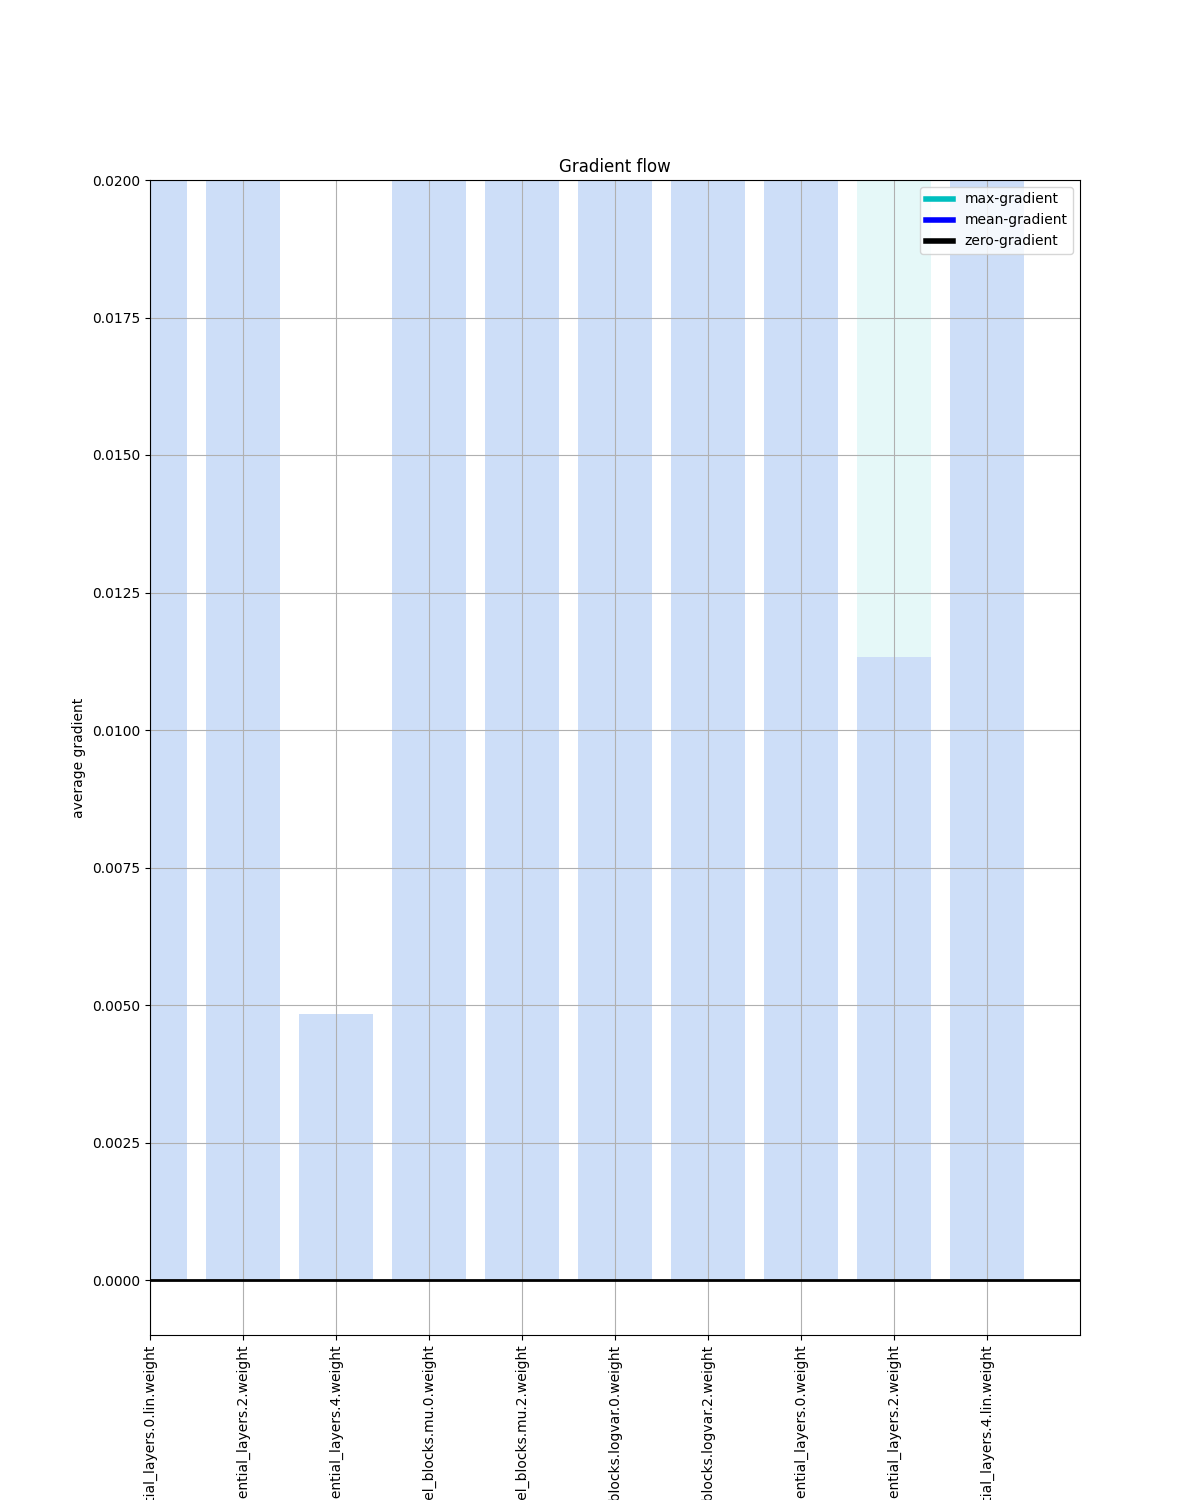 Gradient flow
max-gradient
mean-gradient
zero-gradient
average gradient
0.0200
0.0175
0.0150
0.0125
0.0100
0.0075
0.0050
0.0025
0.0000
tial_layers.0.lin.weight
ential_layers.2.weight
ential_layers.4.weight
el_blocks.mu.0.weight
el_blocks.mu.2.weight
blocks.logvar.0.weight
blocks.logvar.2.weight
ential_layers.0.weight
ential_layers.2.weight
tial_layers.4.lin.weight